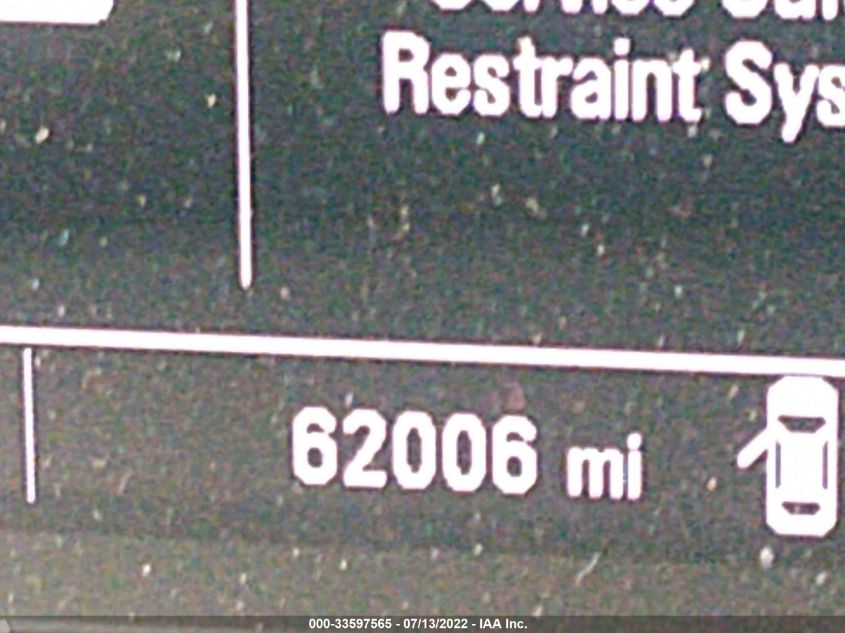 Restraint Sys
62006 mi
000-33597565 - 07/13/2022 - IAA Inc.